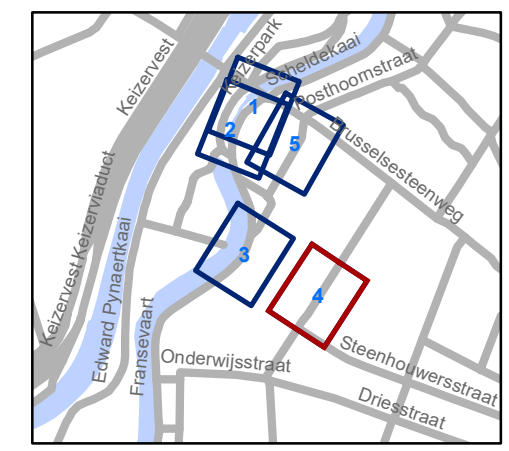 Keizervest
Keizerpark
Scheldekaai
Posthoornstraat
1
2
5
Brusselsesteenweg
Keizervest
Keizerviaduct
Edward Pynaertkaai
Fransevaart
3
4
Onderwijsstraat
Steenhouwersstraat
Driesstraat